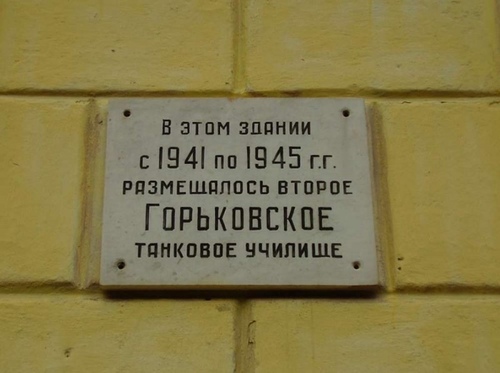 В ЭТОМ ЗДАНИИ
С 1941 ПО 1945 Г.Г.
РАЗМЕЩАЛОСЬ ВТОРОЕ
ГОРЬКОВСКОЕ
ТАНКОВОЕ УЧИЛИЩЕ